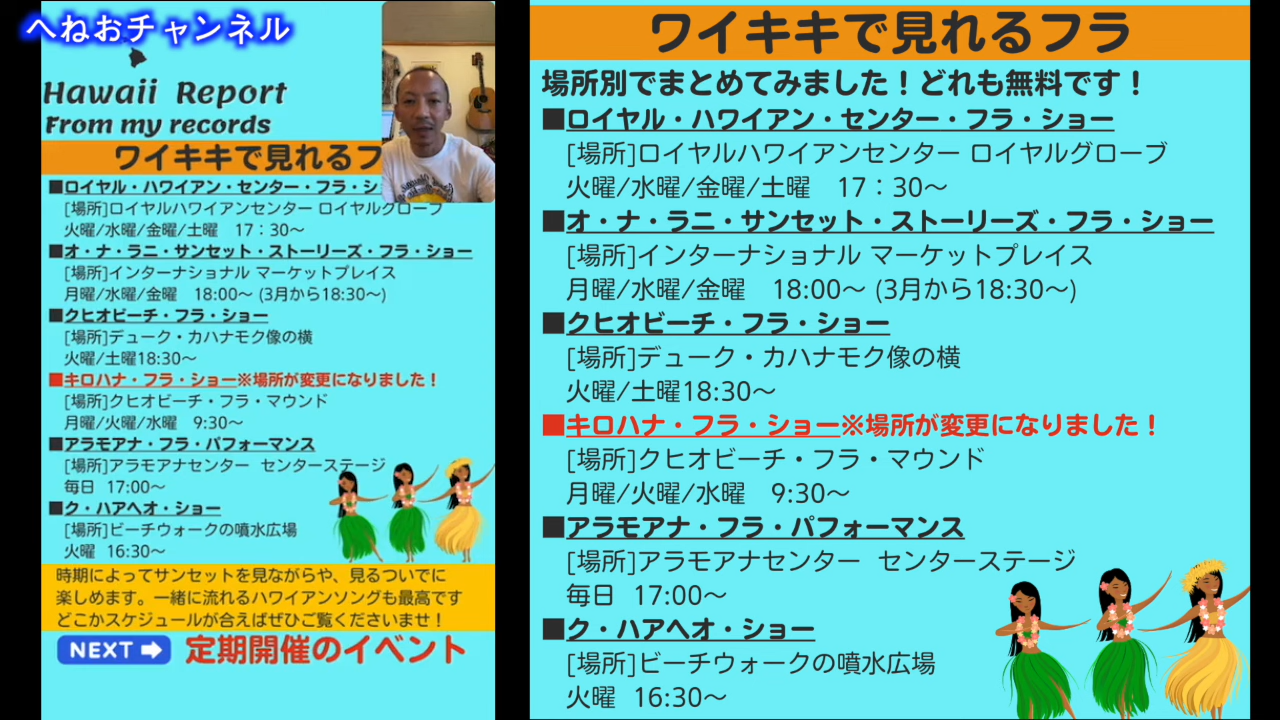 へねおチャンネル
Hawaii Report
From my records
ワイキキで見れるフ
■ロイヤル・ハワイアン・センター・フラ・シ
[場所]ロイヤルハワイアンセンター ロイヤルグローブ
火曜/水曜/金曜/土曜 17:30〜
■オ・ナ・ラニ・サンセット・ストーリーズ・フラ・ショー
[場所]インターナショナル マーケットプレイス
月曜/水曜/金曜 18:00〜 (3月から18:30〜)
■クヒオビーチ・フラ・ショー
[場所]デューク・カハナモク像の横
火曜/土曜18:30〜
■キロハナ・フラ・ショー※場所が変更になりました!
[場所]クヒオビーチ・フラ・マウンド
月曜/火曜/水曜 9:30〜
■アラモアナ・フラ・パフォーマンス
[場所]アラモアナセンター センターステージ
毎日 17:00〜
■ク・ハアヘオ・ショー
[場所]ビーチウォークの噴水広場
火曜 16:30〜
時期によってサンセットを見ながらや、見るついでに
楽しめます。一緒に流れるハワイアンソングも最高です
どこかスケジュールが合えばぜひご覧くださいませ!
NEXT ➡ 定期開催のイベント
ワイキキで見れるフラ
場所別でまとめてみました!どれも無料です!
■ロイヤル・ハワイアン・センター・フラ・ショー
[場所]ロイヤルハワイアンセンター ロイヤルグローブ
火曜/水曜/金曜/土曜 17:30〜
■オ・ナ・ラニ・サンセット・ストーリーズ・フラ・ショー
[場所]インターナショナル マーケットプレイス
月曜/水曜/金曜 18:00〜 (3月から18:30〜)
■クヒオビーチ・フラ・ショー
[場所]デューク・カハナモク像の横
火曜/土曜18:30〜
■キロハナ・フラ・ショー※場所が変更になりました!
[場所]クヒオビーチ・フラ・マウンド
月曜/火曜/水曜 9:30〜
■アラモアナ・フラ・パフォーマンス
[場所]アラモアナセンター センターステージ
毎日 17:00〜
■ク・ハアヘオ・ショー
[場所]ビーチウォークの噴水広場
火曜 16:30〜